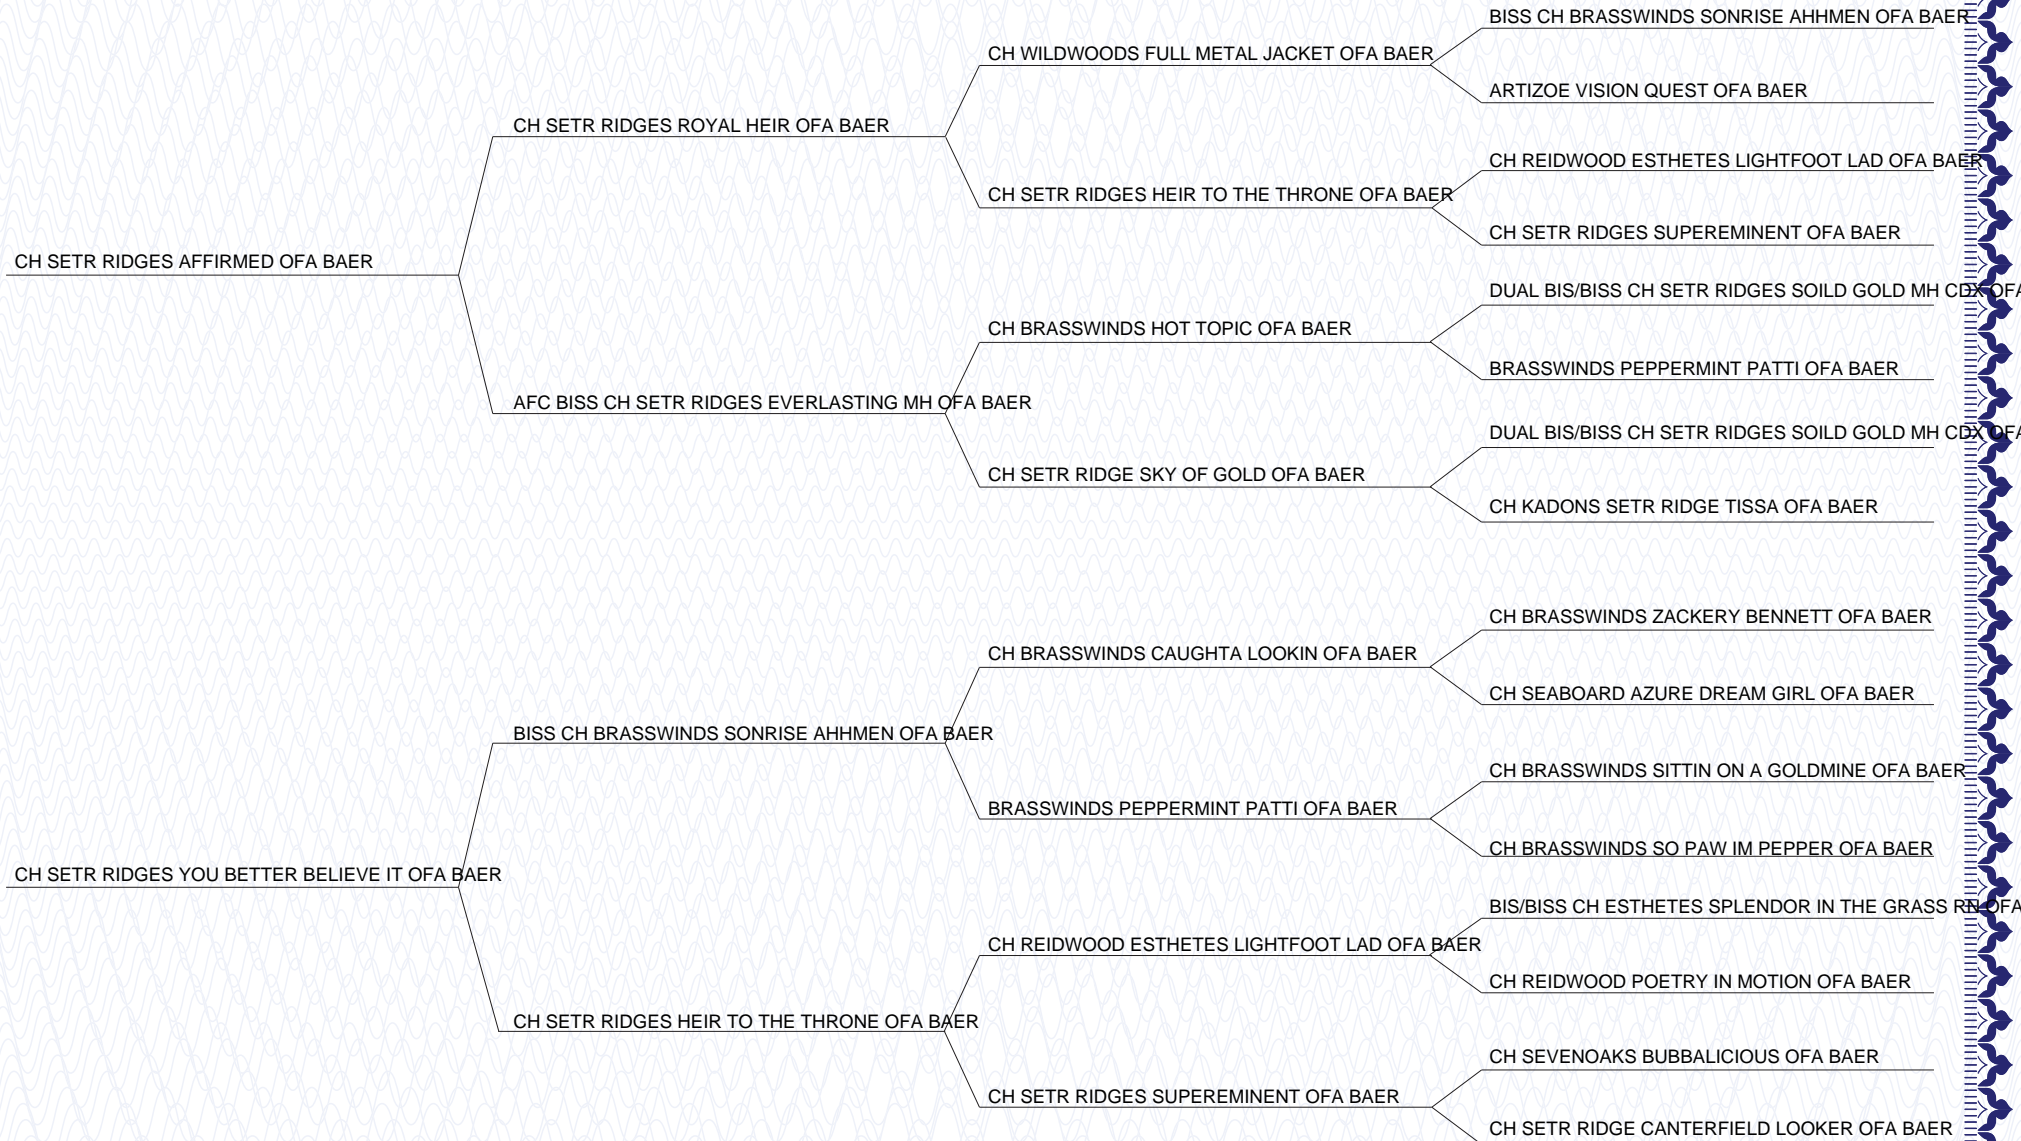 BISS CH BRASSWINDS SONRISE AHHMEN OFA BAER
CH WILDWOODS FULL METAL JACKET OFA BAER
ARTIZOE VISION QUEST OFA BAER
CH SETR RIDGES ROYAL HEIR OFA BAER
CH REIDWOOD ESTHETES LIGHTFOOT LAD OFA BAER
CH SETR RIDGES HEIR TO THE THRONE OFA BAER
CH SETR RIDGES SUPEREMINENT OFA BAER
CH SETR RIDGES AFFIRMED OFA BAER
DUAL BIS/BISS CH SETR RIDGES SOILD GOLD MH CDX OFA
CH BRASSWINDS HOT TOPIC OFA BAER
BRASSWINDS PEPPERMINT PATTI OFA BAER
AFC BISS CH SETR RIDGES EVERLASTING MH OFA BAER
DUAL BIS/BISS CH SETR RIDGES SOILD GOLD MH CDX OFA
CH SETR RIDGE SKY OF GOLD OFA BAER
CH KADONS SETR RIDGE TISSA OFA BAER
CH BRASSWINDS ZACKERY BENNETT OFA BAER
CH BRASSWINDS CAUGHTA LOOKIN OFA BAER
CH SEABOARD AZURE DREAM GIRL OFA BAER
BISS CH BRASSWINDS SONRISE AHHMEN OFA BAER
CH BRASSWINDS SITTIN ON A GOLDMINE OFA BAER
BRASSWINDS PEPPERMINT PATTI OFA BAER
CH BRASSWINDS SO PAW IM PEPPER OFA BAER
CH SETR RIDGES YOU BETTER BELIEVE IT OFA BAER
BIS/BISS CH ESTHETES SPLENDOR IN THE GRASS RN OFA
CH REIDWOOD ESTHETES LIGHTFOOT LAD OFA BAER
CH REIDWOOD POETRY IN MOTION OFA BAER
CH SETR RIDGES HEIR TO THE THRONE OFA BAER
CH SEVENOAKS BUBBALICIOUS OFA BAER
CH SETR RIDGES SUPEREMINENT OFA BAER
CH SETR RIDGE CANTERFIELD LOOKER OFA BAER